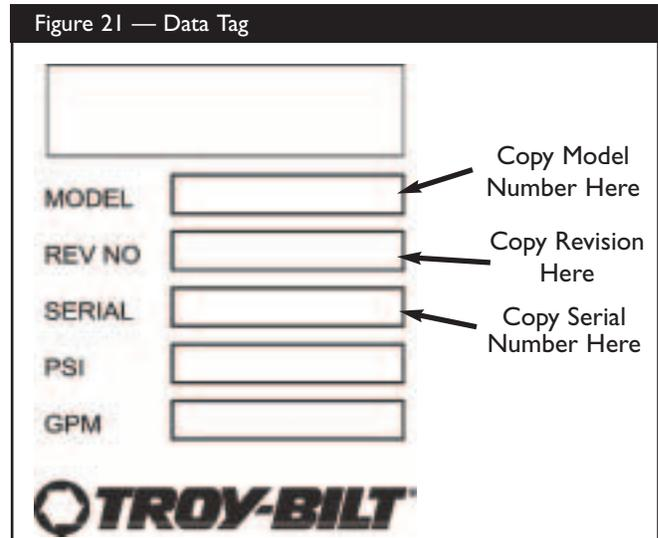 Figure 21 — Data Tag
MODEL
Copy Model
Number Here
REV NO
Copy Revision
Here
SERIAL
Copy Serial
Number Here
PSI
GPM
TROY-BILT